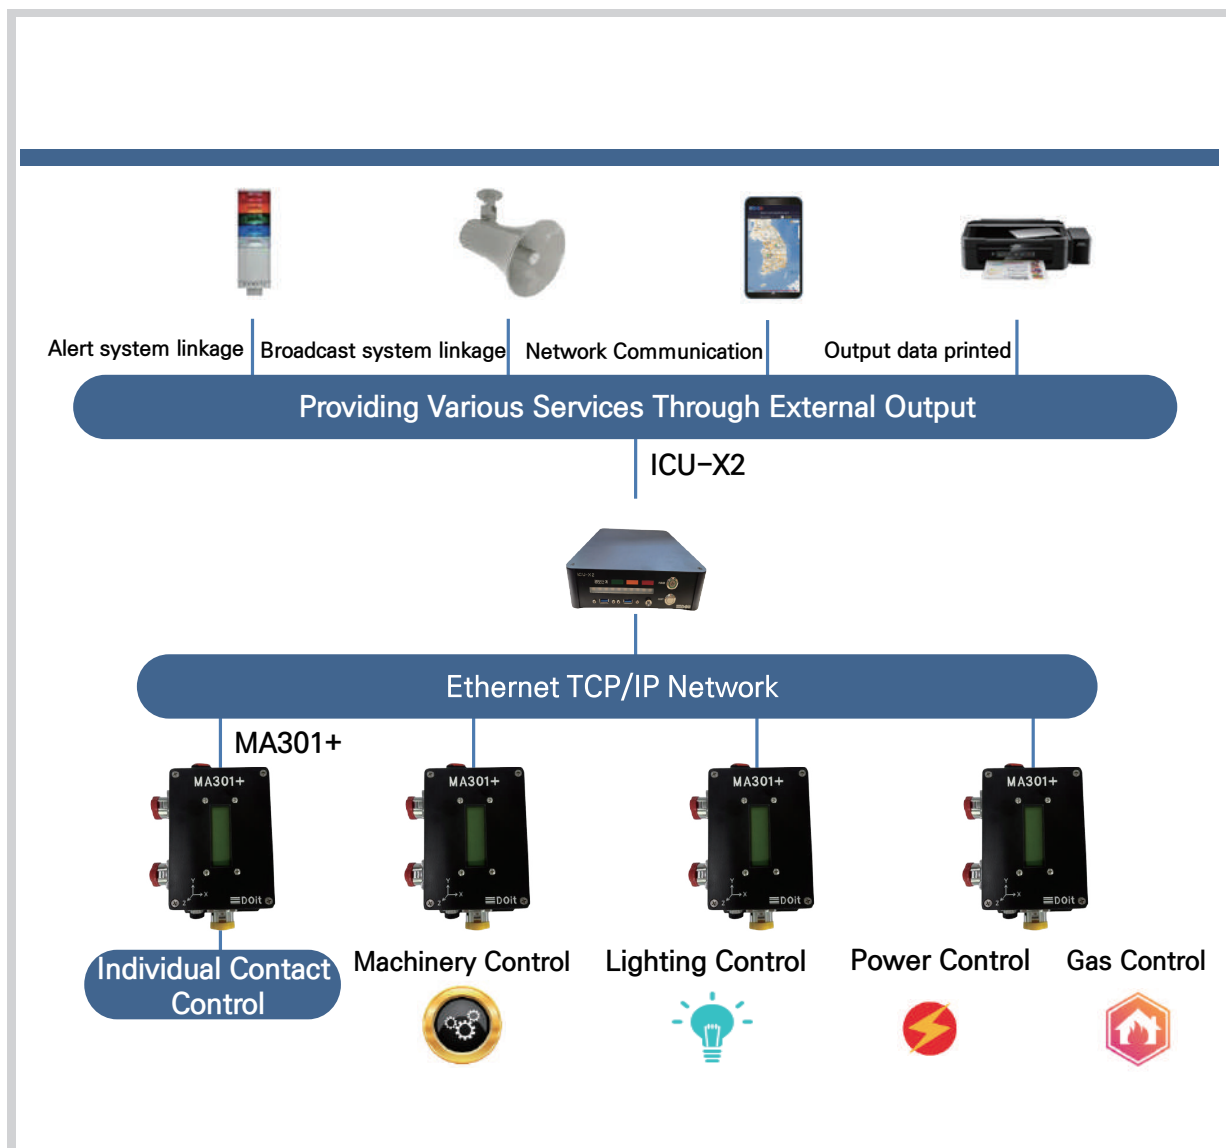 Alert system linkage
Broadcast system linkage
Network Communication
Output data printed
Providing Various Services Through External Output
ICU-X2
ICU-X2
Ethernet TCP/IP Network
MA301+
MA301+
MA301+
MA301+
MA301+
Y
X
Z
DOit
Y
X
Z
DOit
Y
X
Z
DOit
Y
X
Z
DOit
Individual Contact
Control
Machinery Control
Lighting Control
Power Control
Gas Control